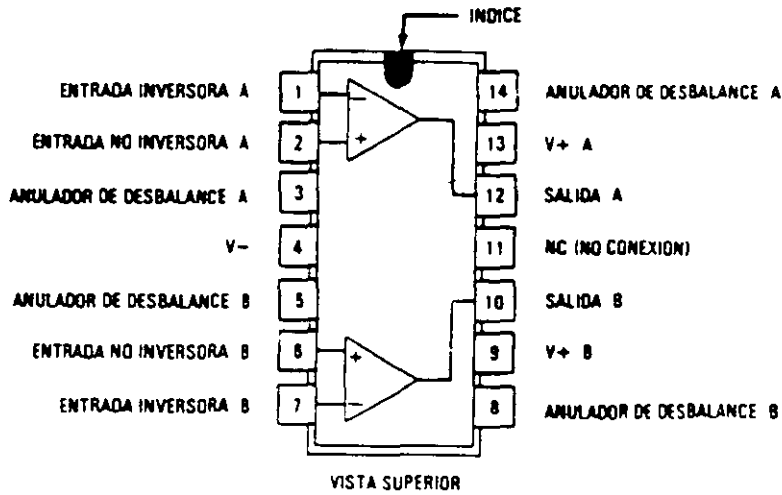 INDICE
ENTRADA INVERSORA A 1 − 14 ANULADOR DE DESBALANCE A
ENTRADA NO INVERSORA A 2 + 13 V+ A
ANULADOR DE DESBALANCE A 3 12 SALIDA A
V− 4 11 NC (NO CONEXION)
ANULADOR DE DESBALANCE B 5 10 SALIDA B
ENTRADA NO INVERSORA B 6 + 9 V+ B
ENTRADA INVERSORA B 7 − 8 ANULADOR DE DESBALANCE B
VISTA SUPERIOR